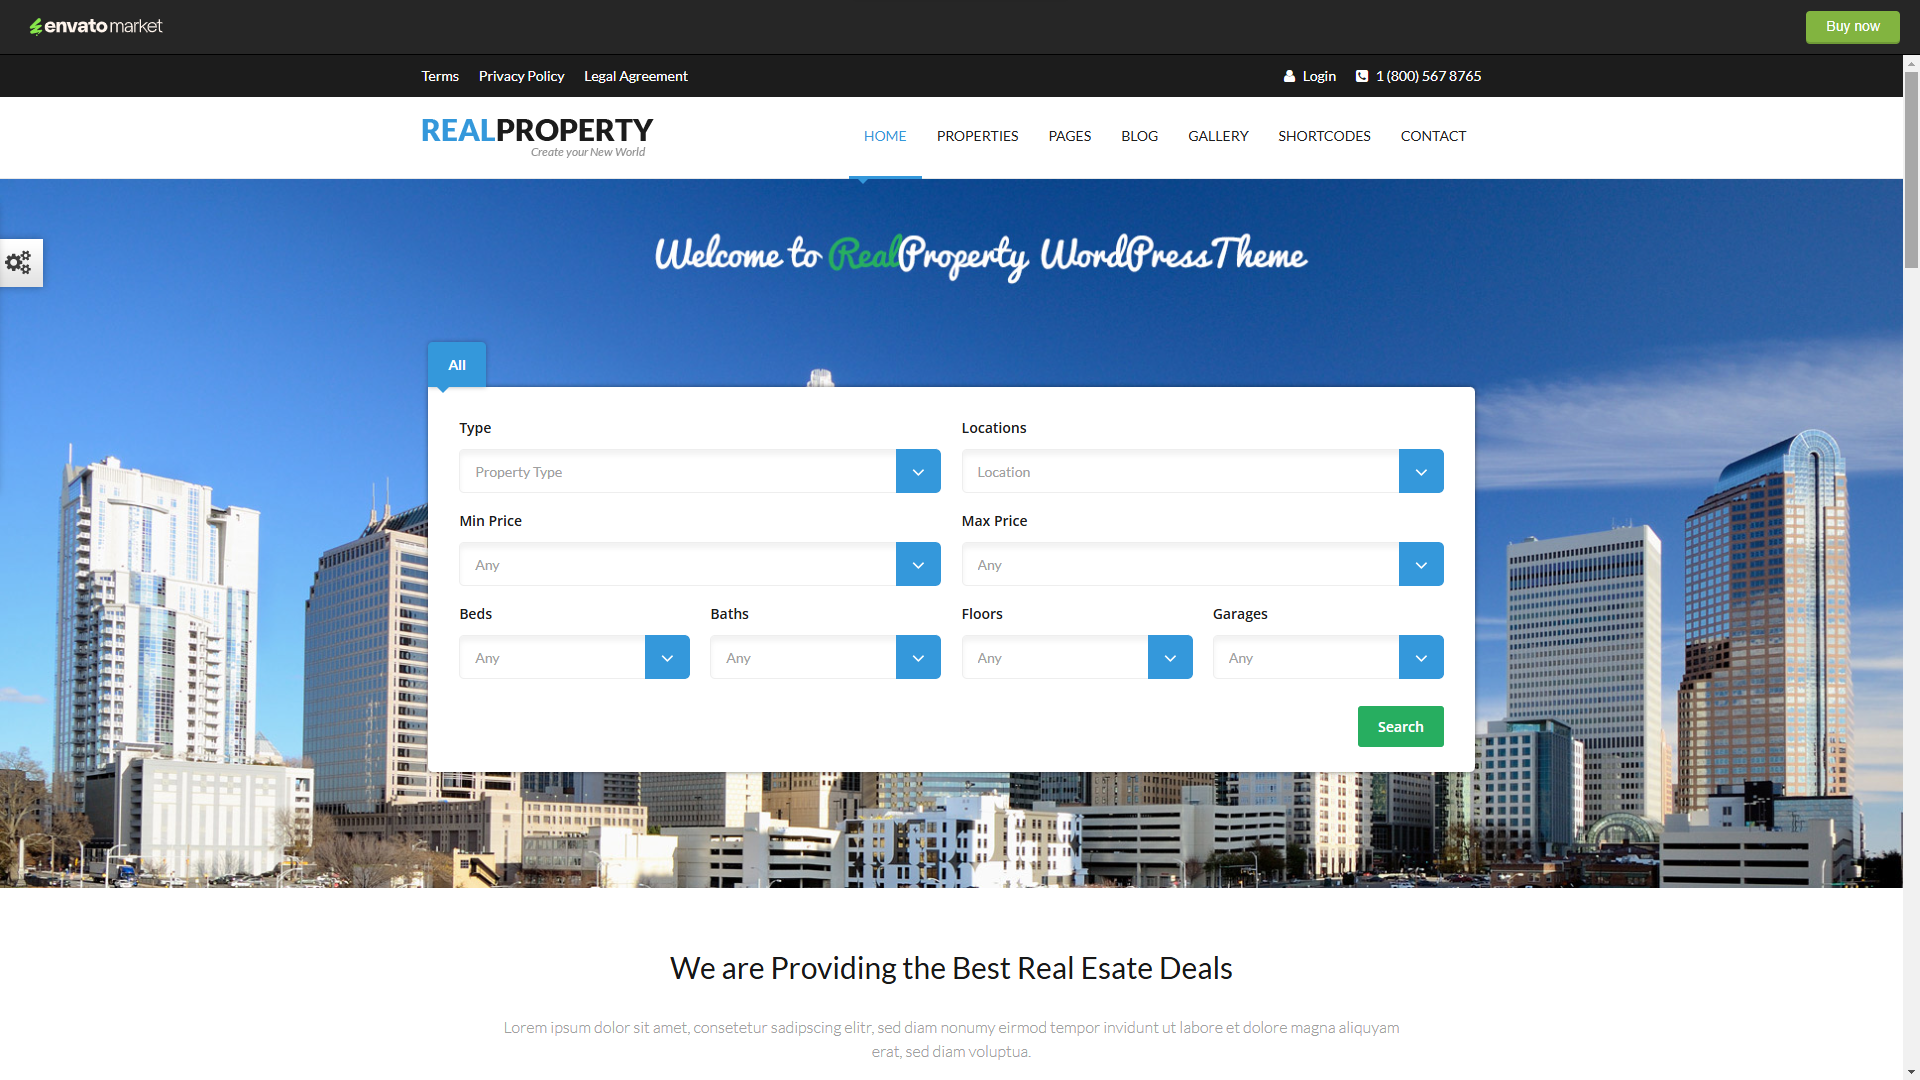 envato market
Buy now
Terms Privacy Policy Legal Agreement
Login 1 (800) 567 8765
REALPROPERTY
Create your New World
HOME PROPERTIES PAGES BLOG GALLERY SHORTCODES CONTACT
Welcome to RealProperty WordPressTheme
All
Type Locations
Property Type Location
Min Price Max Price
Any Any
Beds Baths Floors Garages
Any Any Any Any
Search
We are Providing the Best Real Esate Deals
Lorem ipsum dolor sit amet, consetetur sadipscing elitr, sed diam nonumy eirmod tempor invidunt ut labore et dolore magna aliquyam
erat, sed diam voluptua.